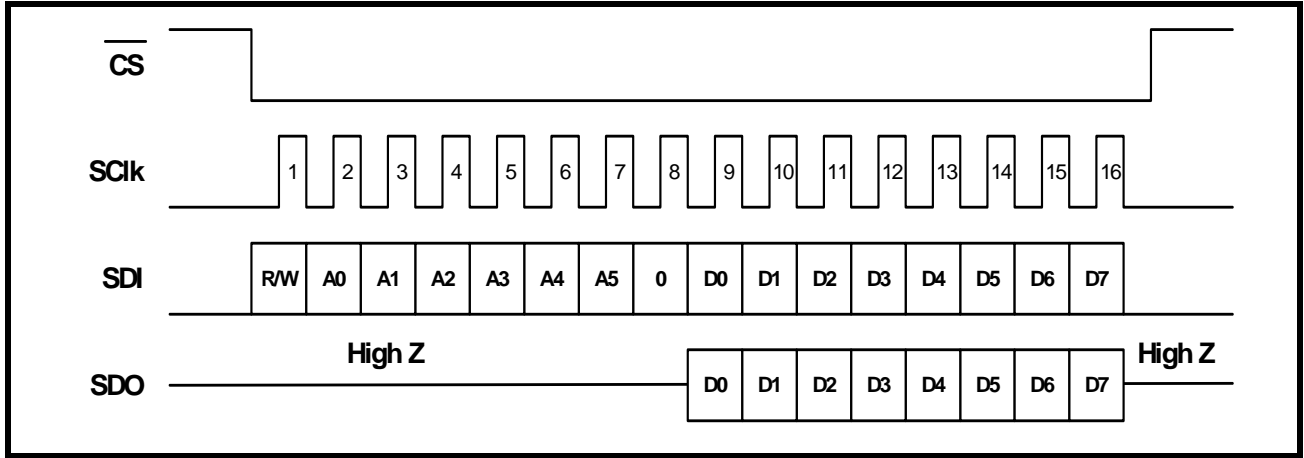 CS
SClk 1 2 3 4 5 6 7 8 9 10 11 12 13 14 15 16
SDI R/W A0 A1 A2 A3 A4 A5 0 D0 D1 D2 D3 D4 D5 D6 D7
High Z High Z
SDO D0 D1 D2 D3 D4 D5 D6 D7